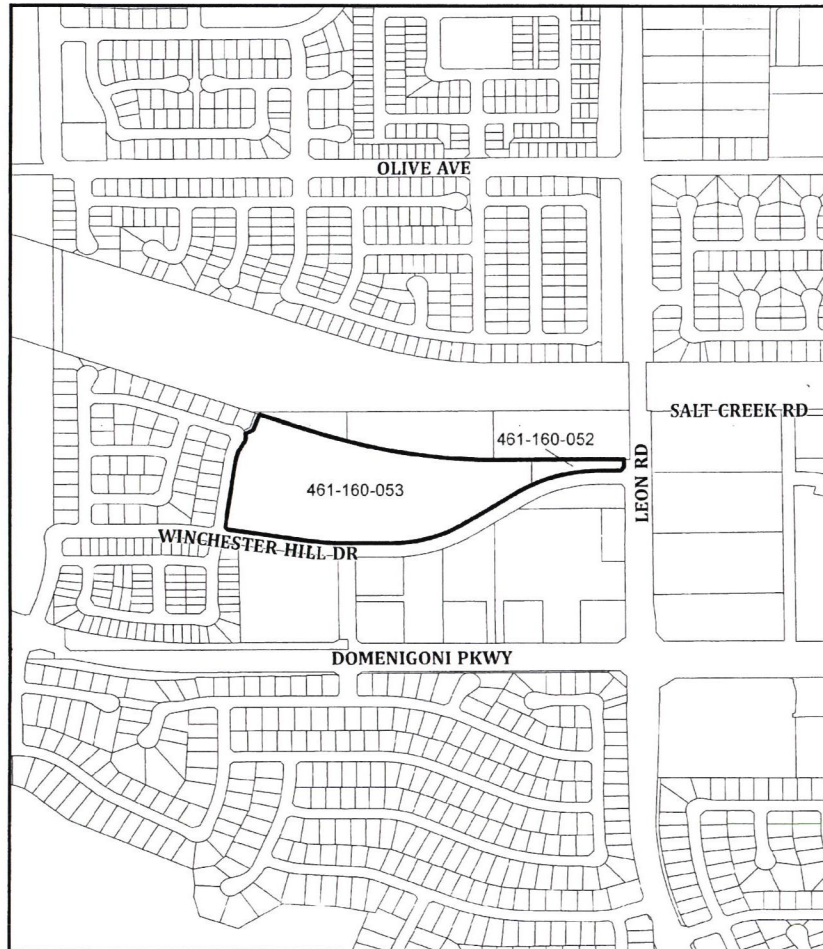 OLIVE AVE
SALT CREEK RD
461-160-052
LEON RD
461-160-053
WINCHESTER HILL DR
DOMENIGONI PKWY